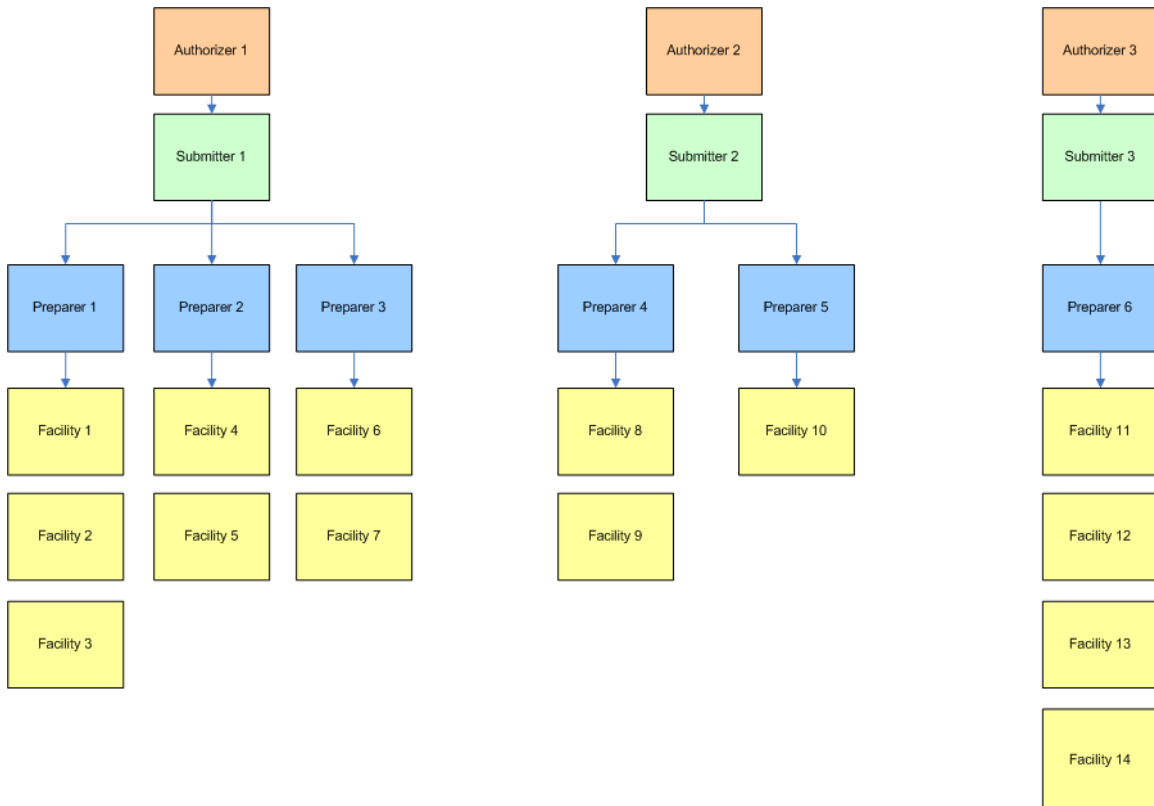 Authorizer 1
Authorizer 2
Authorizer 3
Submitter 1
Submitter 2
Submitter 3
Preparer 1
Preparer 2
Preparer 3
Preparer 4
Preparer 5
Preparer 6
Facility 1
Facility 4
Facility 6
Facility 8
Facility 10
Facility 11
Facility 2
Facility 5
Facility 7
Facility 9
Facility 12
Facility 3
Facility 13
Facility 14